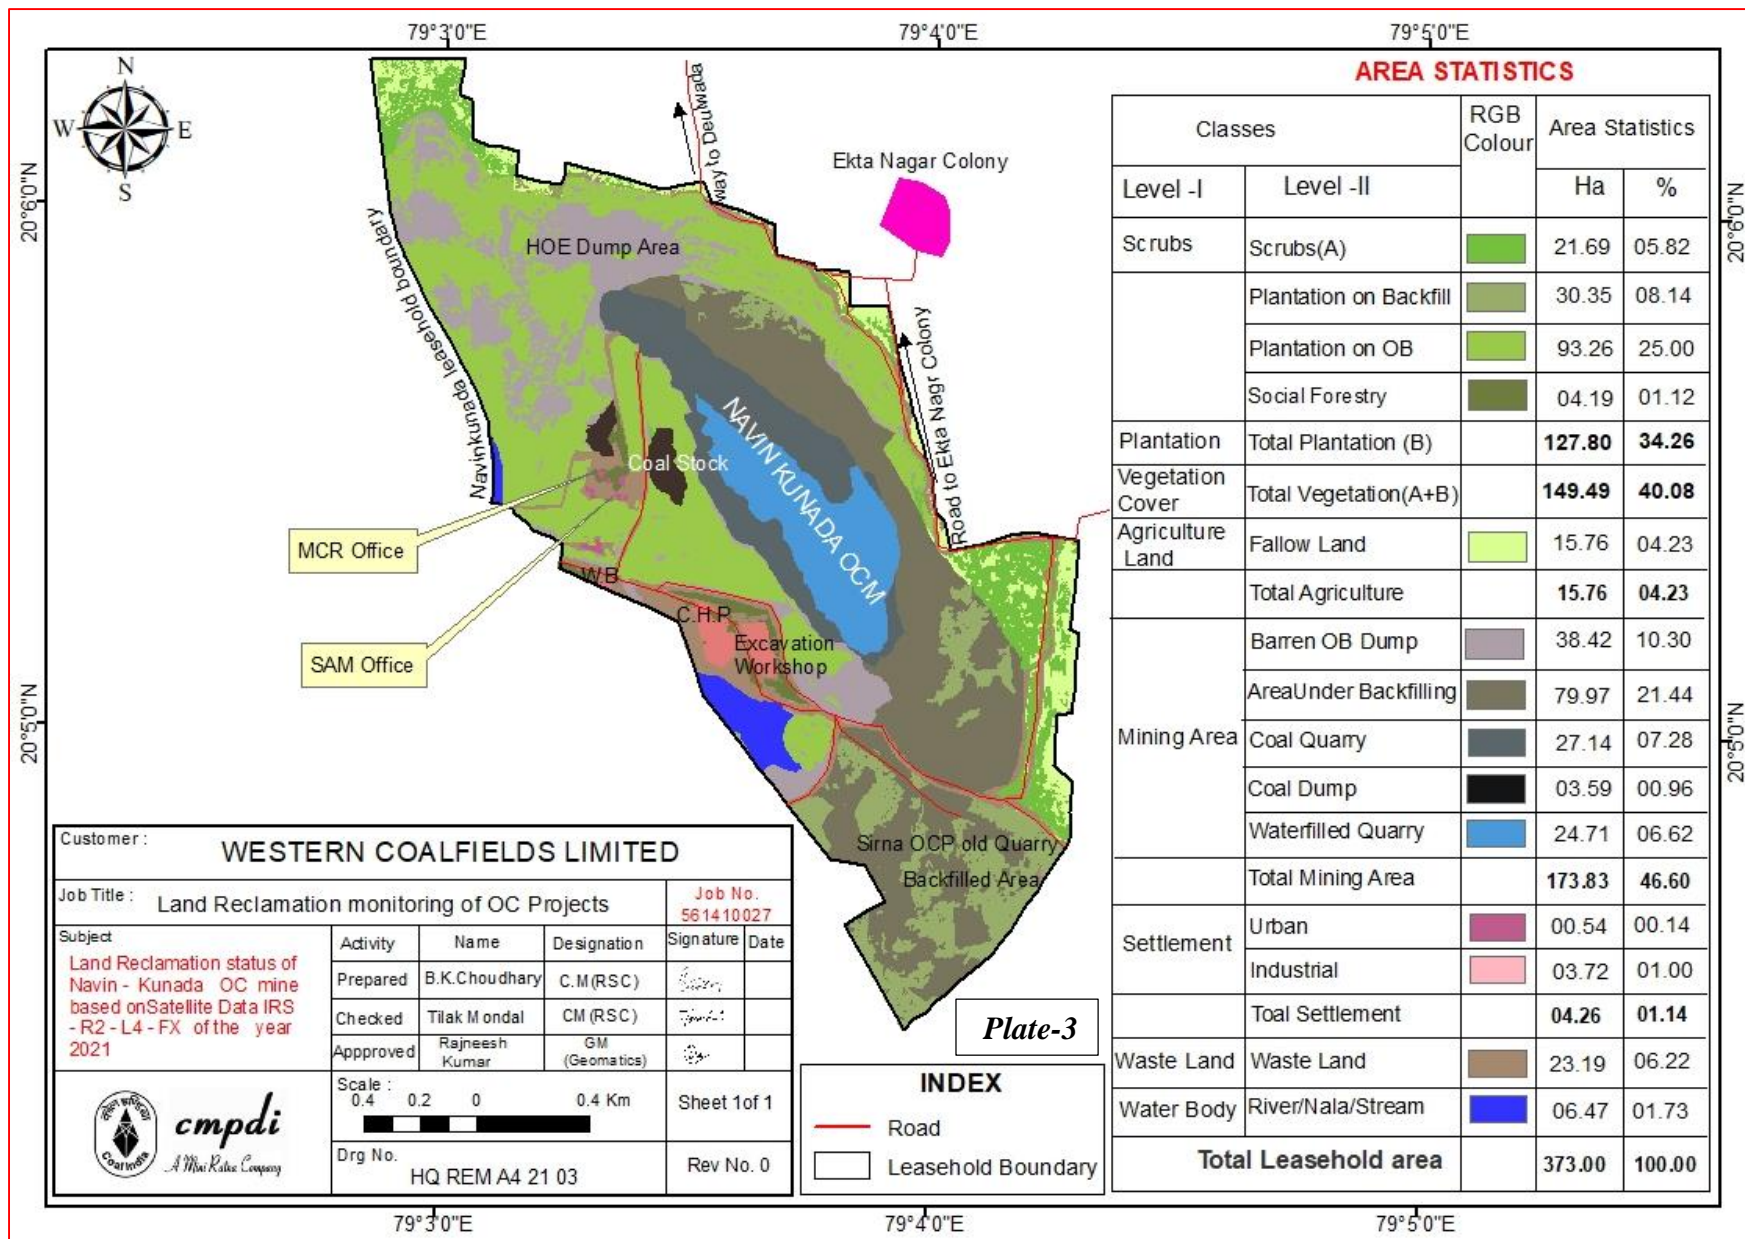 79°3'0"E
79°4'0"E
79°5'0"E
N
W
E
S
20°6'0"N
20°5'0"N
20°6'0"N
20°5'0"N
79°3'0"E
79°4'0"E
79°5'0"E
way to Deuwada
Ekta Nagar Colony
HOE Dump Area
Navinkunada leasehold boundary
Road to Ekta Nagr Colony
NAVIN KUNADA OCM
Coal Stock
MCR Office
SAM Office
W.B
C.H.P
Excavation
Workshop
Sirna OCP old Quarry
Backfilled Area
Plate-3
AREA STATISTICS
Classes RGB Colour Area Statistics
Level -I Level -II Ha %
Scrubs Scrubs(A) 21.69 05.82
Plantation on Backfill 30.35 08.14
Plantation on OB 93.26 25.00
Social Forestry 04.19 01.12
Plantation Total Plantation (B) 127.80 34.26
Vegetation Cover Total Vegetation(A+B) 149.49 40.08
Agriculture Land Fallow Land 15.76 04.23
Total Agriculture 15.76 04.23
Barren OB Dump 38.42 10.30
AreaUnder Backfilling 79.97 21.44
Mining Area Coal Quarry 27.14 07.28
Coal Dump 03.59 00.96
Waterfilled Quarry 24.71 06.62
Total Mining Area 173.83 46.60
Settlement Urban 00.54 00.14
Industrial 03.72 01.00
Toal Settlement 04.26 01.14
Waste Land Waste Land 23.19 06.22
Water Body River/Nala/Stream 06.47 01.73
Total Leasehold area 373.00 100.00
Customer :
WESTERN COALFIELDS LIMITED
Job Title : Land Reclamation monitoring of OC Projects
Job No.
561410027
Subject
Land Reclamation status of
Navin - Kunada OC mine
based onSatellite Data IRS
- R2 - L4 - FX of the year
2021
Activity Name Designation Signature Date
Prepared B.K.Choudhary C.M(RSC)
Checked Tilak Mondal CM(RSC)
Appproved Rajneesh Kumar GM (Geomatics)
Scale :
0.4 0.2 0 0.4 Km
Sheet 1of 1
Drg No.
HQ REM A4 21 03
Rev No. 0
Coal India
cmpdi
A Mini Ratna Company
INDEX
Road
Leasehold Boundary